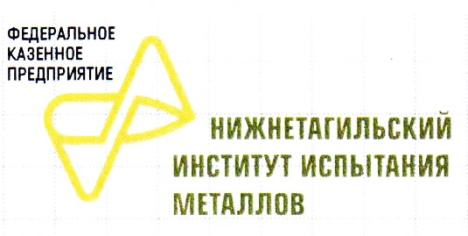 ФЕДЕРАЛЬНОЕ
КАЗЕННОЕ
ПРЕДПРИЯТИЕ
НИЖНЕТАГИЛЬСКИЙ
ИНСТИТУТ ИСПЫТАНИЯ
МЕТАЛЛОВ